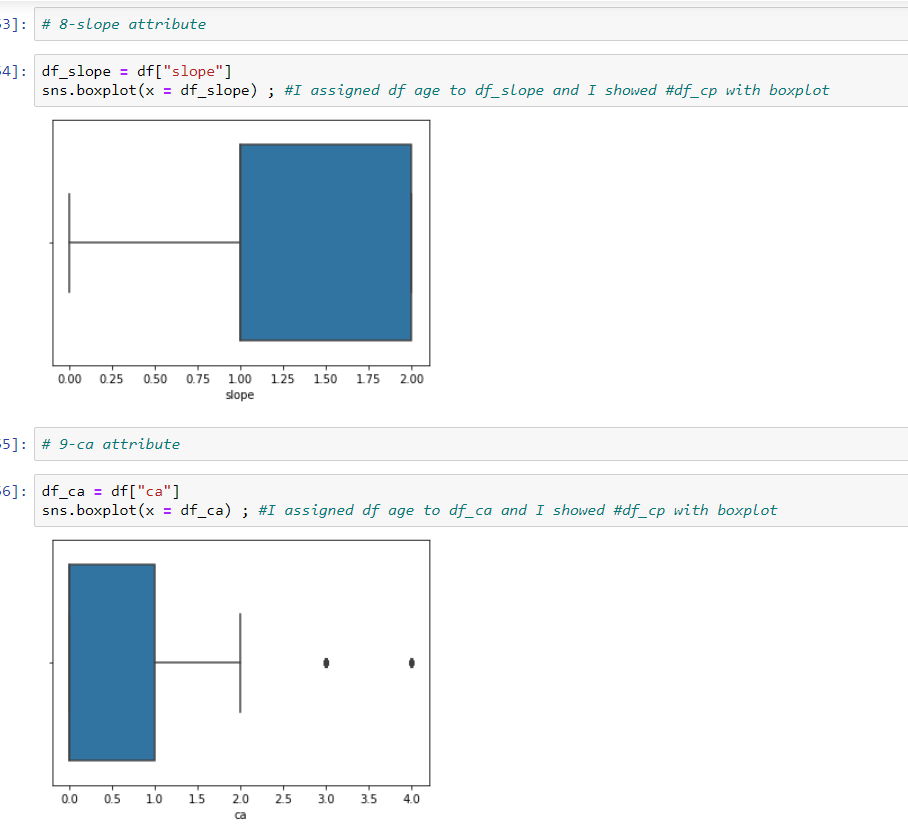 3]: # 8-slope attribute
54]: df_slope = df["slope"]
sns.boxplot(x = df_slope) ; #I assigned df age to df_slope and I showed #df_cp with boxplot
0.00 0.25 0.50 0.75 1.00 1.25 1.50 1.75 2.00
slope
55]: # 9-ca attribute
56]: df_ca = df["ca"]
sns.boxplot(x = df_ca) ; #I assigned df age to df_ca and I showed #df_cp with boxplot
0.0 0.5 1.0 1.5 2.0 2.5 3.0 3.5 4.0
ca